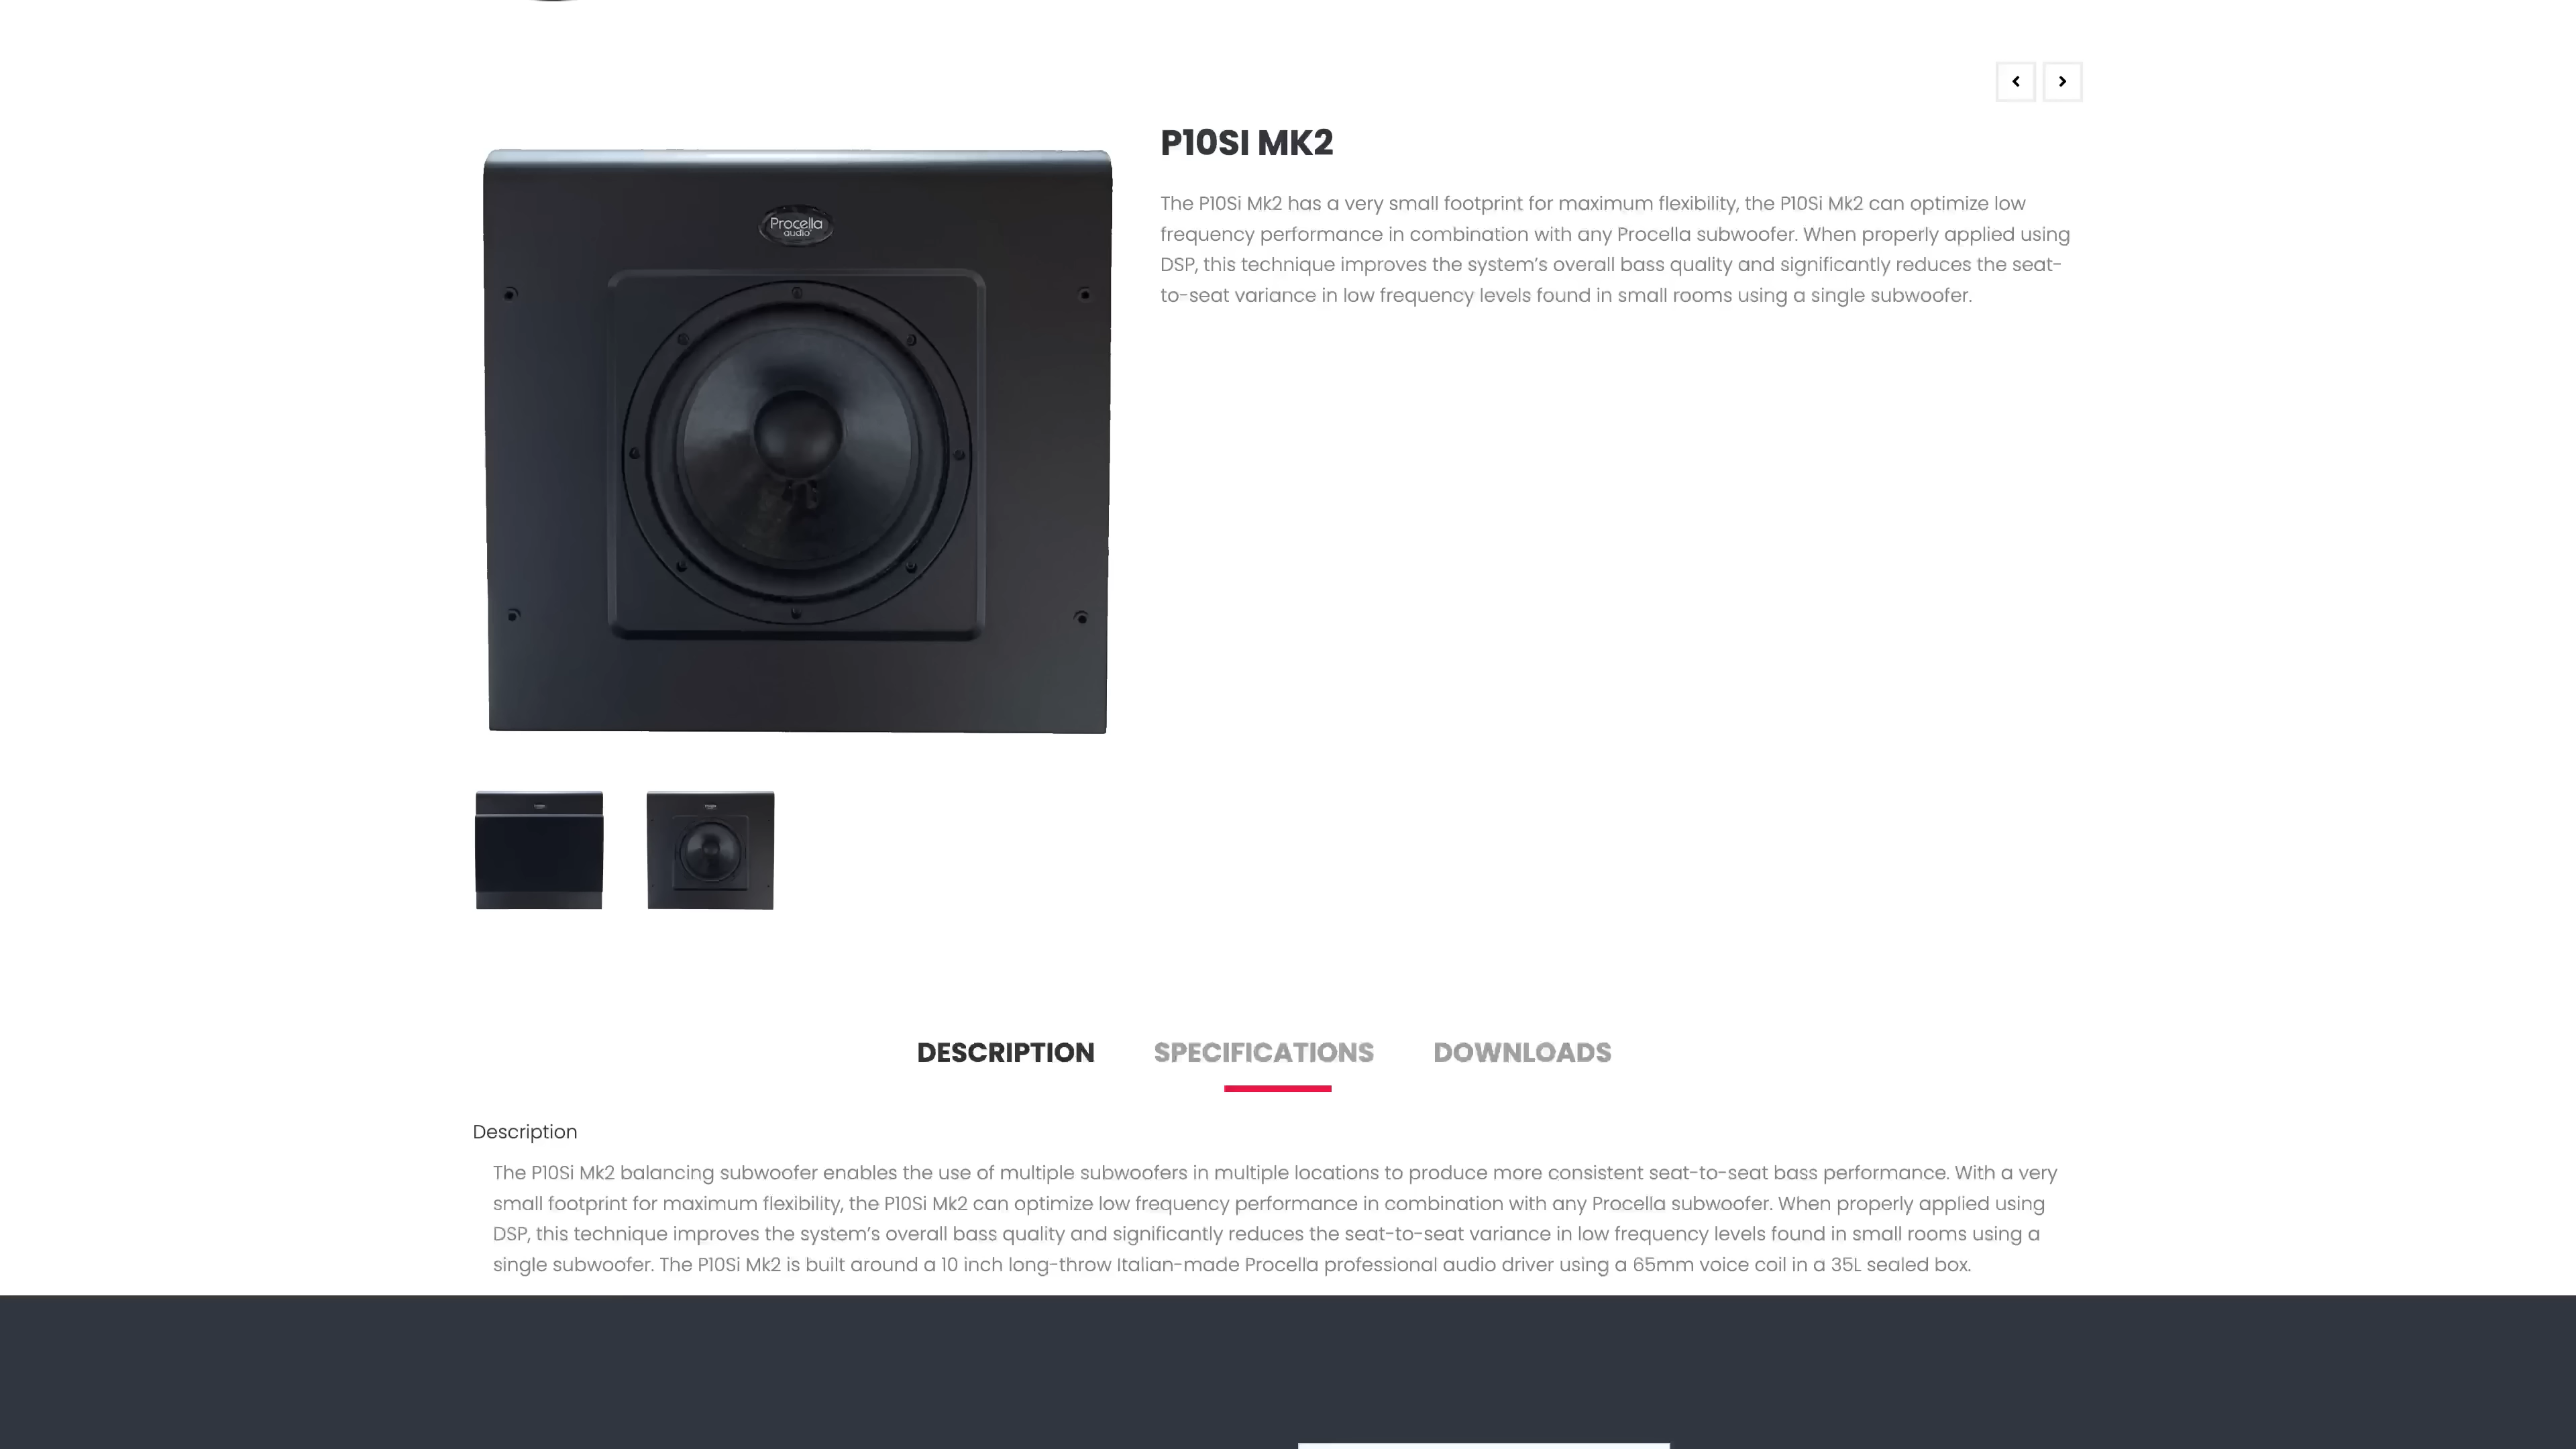 P10SI MK2
The P10Si Mk2 has a very small footprint for maximum flexibility, the P10Si Mk2 can optimize low
frequency performance in combination with any Procella subwoofer. When properly applied using
DSP, this technique improves the system’s overall bass quality and significantly reduces the seat-
to-seat variance in low frequency levels found in small rooms using a single subwoofer.
Procella
audio
DESCRIPTION SPECIFICATIONS DOWNLOADS
Description
The P10Si Mk2 balancing subwoofer enables the use of multiple subwoofers in multiple locations to produce more consistent seat-to-seat bass performance. With a very
small footprint for maximum flexibility, the P10Si Mk2 can optimize low frequency performance in combination with any Procella subwoofer. When properly applied using
DSP, this technique improves the system’s overall bass quality and significantly reduces the seat-to-seat variance in low frequency levels found in small rooms using a
single subwoofer. The P10Si Mk2 is built around a 10 inch long-throw Italian-made Procella professional audio driver using a 65mm voice coil in a 35L sealed box.